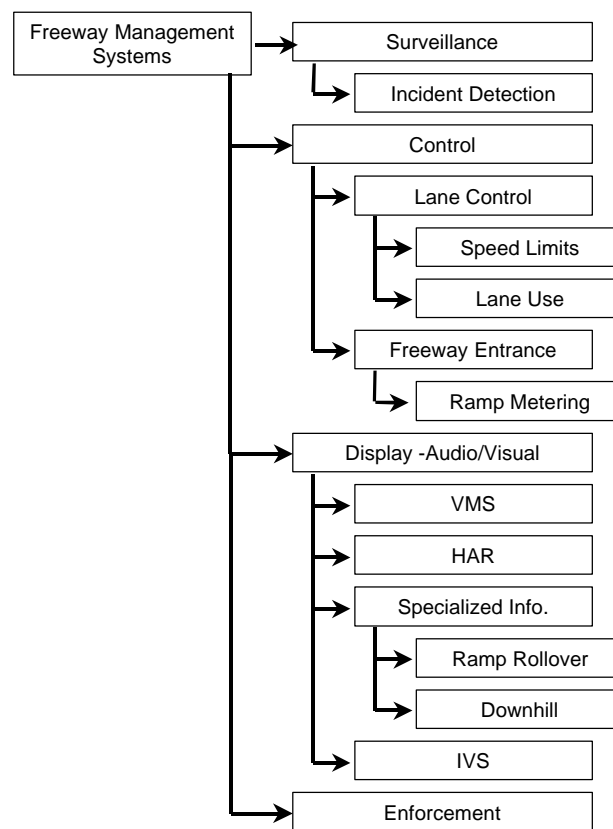 Freeway Management
Systems
Surveillance
Incident Detection
Control
Lane Control
Speed Limits
Lane Use
Freeway Entrance
Ramp Metering
Display -Audio/Visual
VMS
HAR
Specialized Info.
Ramp Rollover
Downhill
IVS
Enforcement